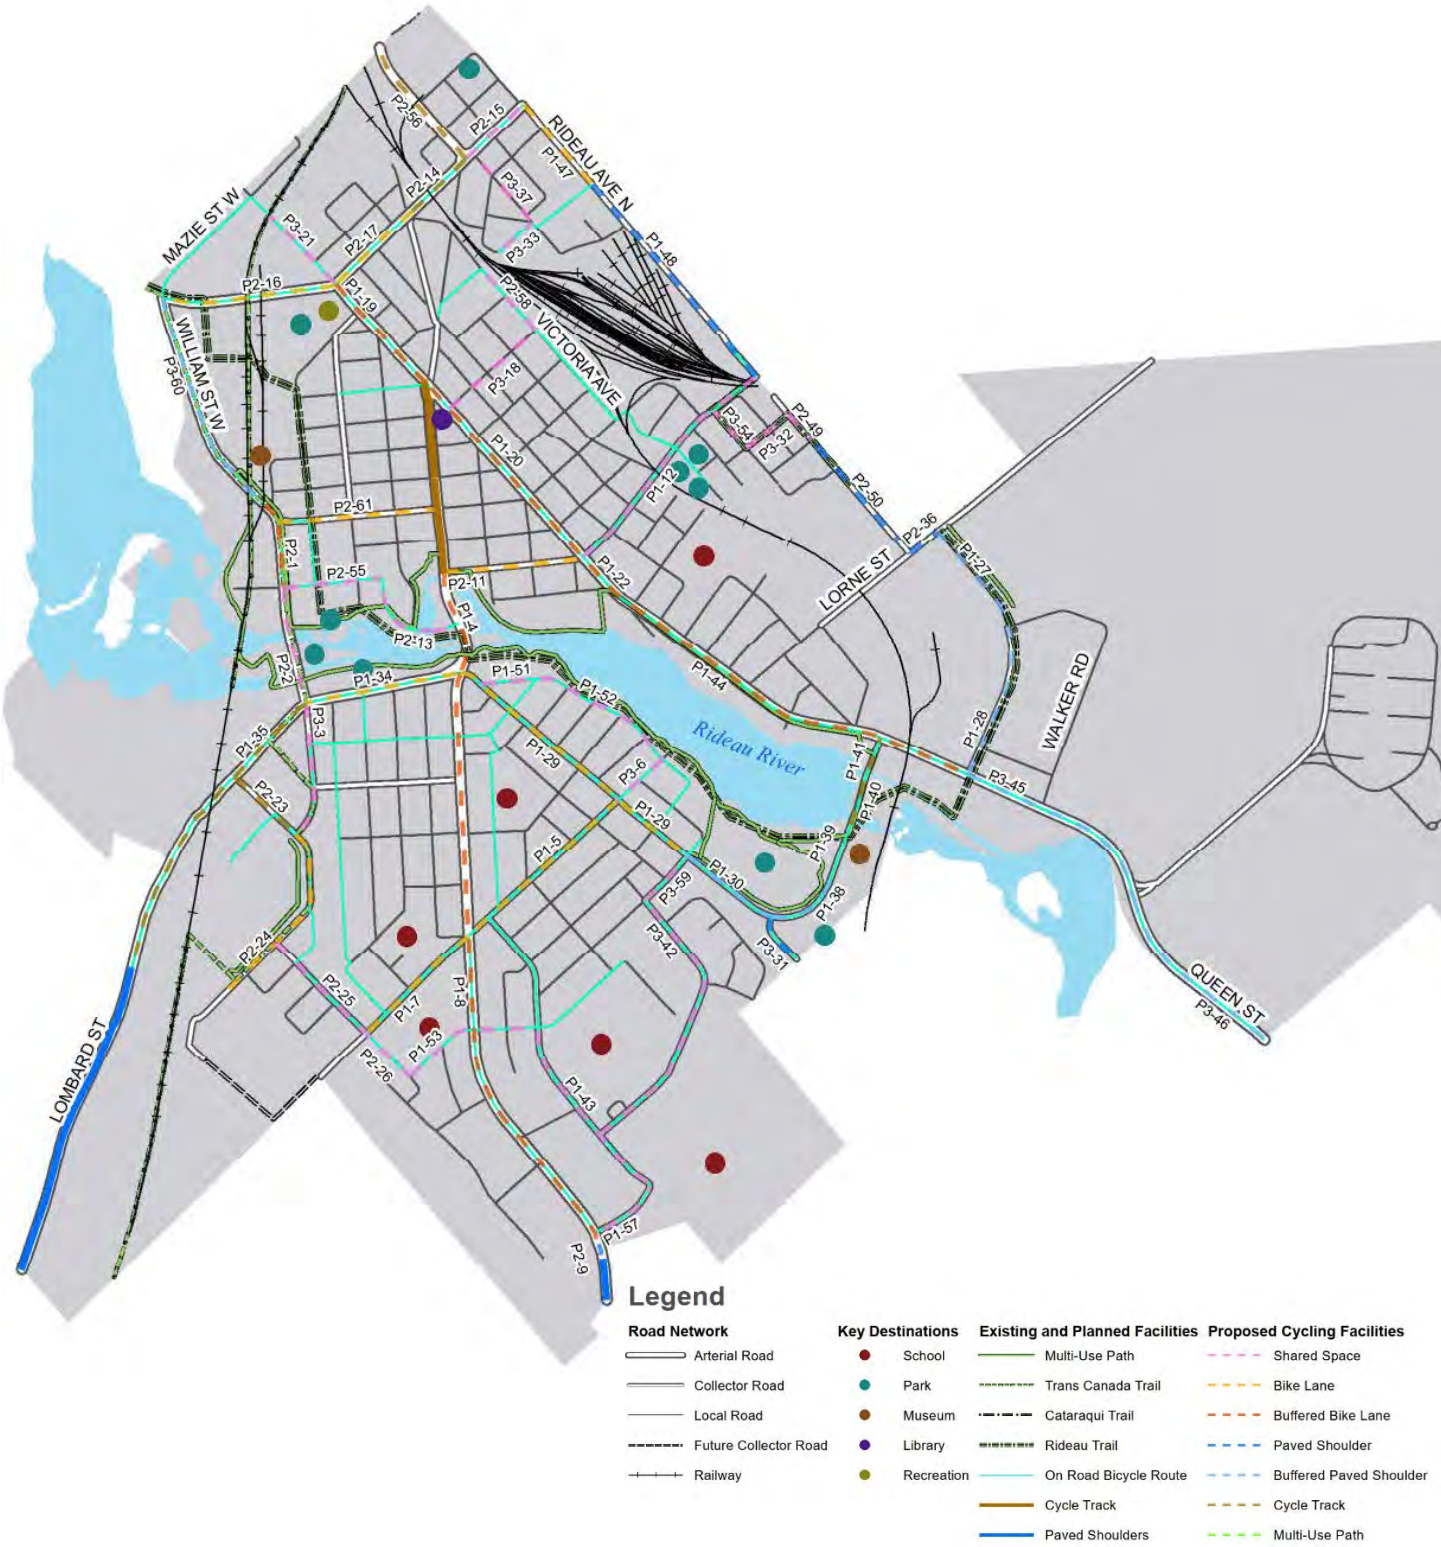 P2-56
P2-15
RIDEAU AVE N
P1-47
P2-14
P3-37
MAZIE ST W
P3-21
P2-17
P3-33
P1-48
P2-16
P1-19
P2-58
VICTORIA AVE
WILLIAM ST W
P3-60
P3-18
P3-54
P2-49
P3-32
P1-20
P1-12
P2-50
P2-61
P2-36
P2-1
P2-55
P2-11
P1-22
P1-27
LORNE ST
P1-4
P2-13
P2-2
P1-34
P1-51
P1-52
P1-44
WALKER RD
P3-3
P1-35
Rideau River
P1-28
P1-29
P3-6
P1-41
P3-45
P2-23
P1-40
P1-29
P1-5
P1-39
P1-30
P3-59
P1-38
P2-24
P3-42
P3-31
P2-25
P1-8
P1-7
QUEEN ST
P3-46
LOMBARD ST
P2-26
P1-53
P1-43
P1-57
P2-9
Legend
Road Network
Arterial Road
Collector Road
Local Road
Future Collector Road
Railway
Key Destinations
School
Park
Museum
Library
Recreation
Existing and Planned Facilities
Multi-Use Path
Trans Canada Trail
Cataraqui Trail
Rideau Trail
On Road Bicycle Route
Cycle Track
Paved Shoulders
Proposed Cycling Facilities
Shared Space
Bike Lane
Buffered Bike Lane
Paved Shoulder
Buffered Paved Shoulder
Cycle Track
Multi-Use Path